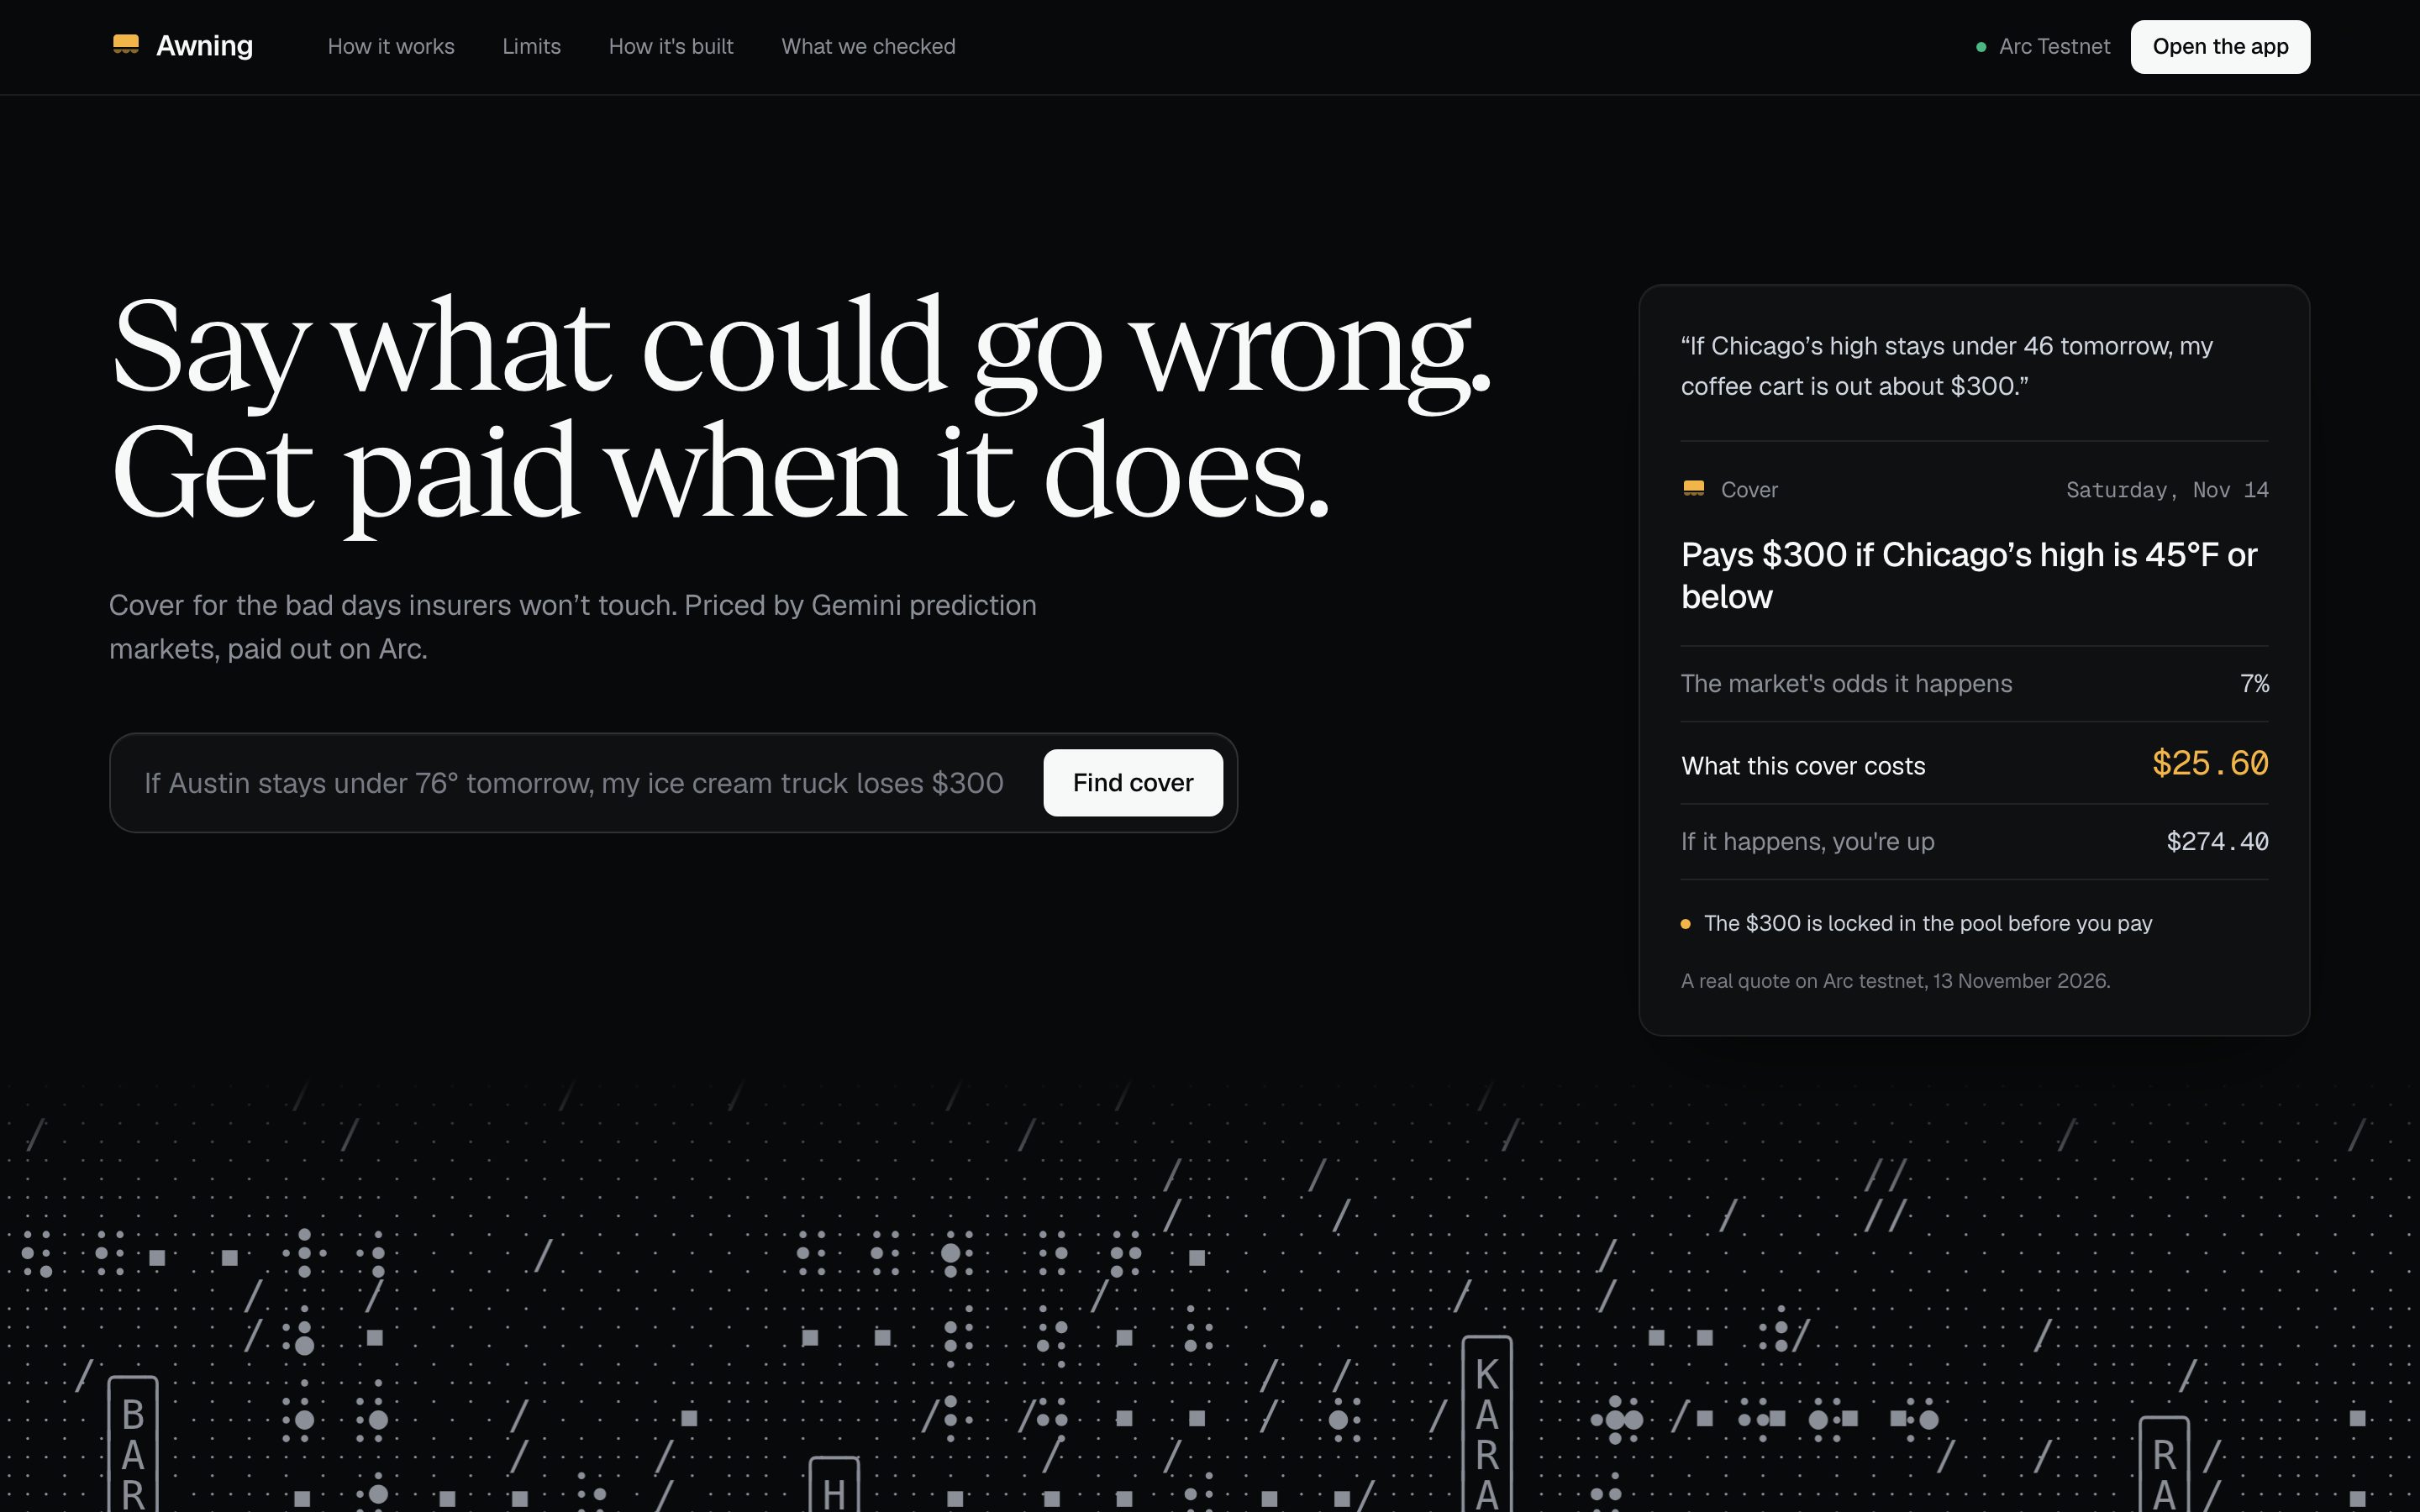 Awning
How it works
Limits
How it's built
What we checked
Arc Testnet
Open the app
Say what could go wrong.
Get paid when it does.
Cover for the bad days insurers won’t touch. Priced by Gemini prediction
markets, paid out on Arc.
If Austin stays under 76° tomorrow, my ice cream truck loses $300
Find cover
“If Chicago’s high stays under 46 tomorrow, my
coffee cart is out about $300.”
Cover
Saturday, Nov 14
Pays $300 if Chicago’s high is 45°F or
below
The market's odds it happens
7%
What this cover costs
$25.60
If it happens, you're up
$274.40
The $300 is locked in the pool before you pay
A real quote on Arc testnet, 13 November 2026.
B
A
R
H
K
A
R
A
R
A